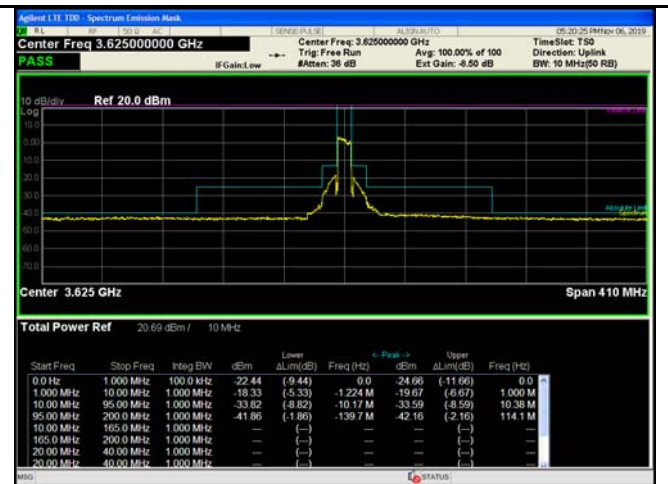 Agilent LTE TDD - Spectrum Emission Mask
RL RF 50 Ω AC SENSE:PULSE ALIGNAUTO 05:20:25 PM Nov 06, 2019
Center Freq 3.625000000 GHz Center Freq: 3.625000000 GHz TimeSlot: TS0
Trig: Free Run Avg: 100.00% of 100 Direction: Uplink
PASS IFGain:Low #Atten: 36 dB Ext Gain: -8.50 dB BW: 10 MHz(50 RB)
10 dB/div Ref 20.0 dBm
Log
10.0
0.00
10.0
20.0
30.0
Absolute Limit
40.0 Spectrum
50.0
60.0
70.0
Center 3.625 GHz Span 410 MHz
Total Power Ref 20.69 dBm / 10 MHz
Lower <- Peak -> Upper
Start Freq Stop Freq Integ BW dBm ΔLim(dB) Freq (Hz) dBm ΔLim(dB) Freq (Hz)
0.0 Hz 1.000 MHz 100.0 kHz -22.44 (-9.44) 0.0 -24.66 (-11.66) 0.0
1.000 MHz 10.00 MHz 1.000 MHz -18.33 (-5.33) -1.224 M -19.67 (-6.67) 1.000 M
10.00 MHz 95.00 MHz 1.000 MHz -33.82 (-8.82) -10.17 M -33.59 (-8.59) 10.38 M
95.00 MHz 200.0 MHz 1.000 MHz -41.86 (-1.86) -139.7 M -42.16 (-2.16) 114.1 M
10.00 MHz 165.0 MHz 1.000 MHz --- (---) --- --- (---) ---
165.0 MHz 200.0 MHz 1.000 MHz --- (---) --- --- (---) ---
20.00 MHz 40.00 MHz 1.000 MHz --- (---) --- --- (---) ---
20.00 MHz 40.00 MHz 1.000 MHz --- (---) --- --- (---) ---
MSG STATUS